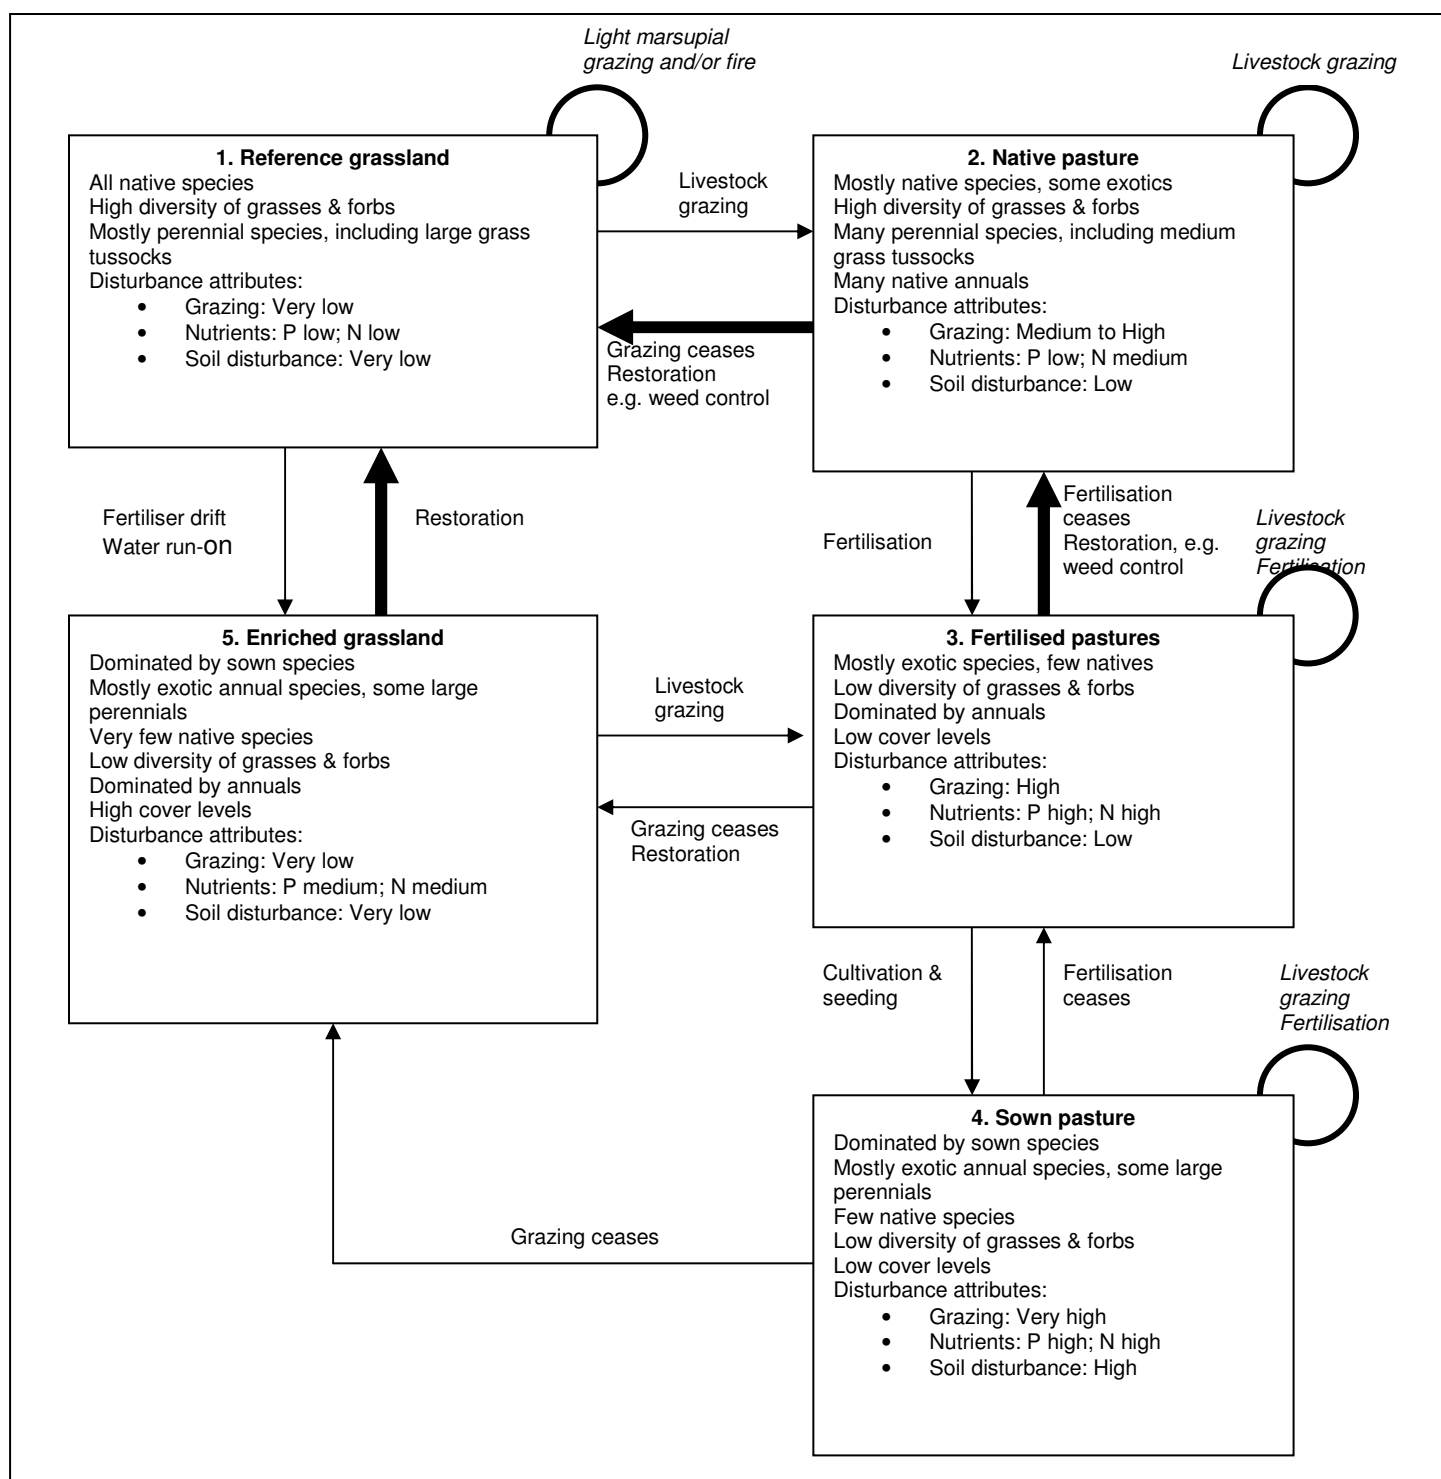 Light marsupial
grazing and/or fire
Livestock grazing
1. Reference grassland
All native species
High diversity of grasses & forbs
Mostly perennial species, including large grass
tussocks
Disturbance attributes:
• Grazing: Very low
• Nutrients: P low; N low
• Soil disturbance: Very low
Livestock
grazing
2. Native pasture
Mostly native species, some exotics
High diversity of grasses & forbs
Many perennial species, including medium
grass tussocks
Many native annuals
Disturbance attributes:
• Grazing: Medium to High
• Nutrients: P low; N medium
• Soil disturbance: Low
Grazing ceases
Restoration
e.g. weed control
Fertiliser drift
Water run-on
Restoration
Fertilisation
Fertilisation
ceases
Restoration, e.g.
weed control
Livestock
grazing
Fertilisation
5. Enriched grassland
Dominated by sown species
Mostly exotic annual species, some large
perennials
Very few native species
Low diversity of grasses & forbs
Dominated by annuals
High cover levels
Disturbance attributes:
• Grazing: Very low
• Nutrients: P medium; N medium
• Soil disturbance: Very low
Livestock
grazing
Grazing ceases
Restoration
3. Fertilised pastures
Mostly exotic species, few natives
Low diversity of grasses & forbs
Dominated by annuals
Low cover levels
Disturbance attributes:
• Grazing: High
• Nutrients: P high; N high
• Soil disturbance: Low
Cultivation &
seeding
Fertilisation
ceases
Livestock
grazing
Fertilisation
Grazing ceases
4. Sown pasture
Dominated by sown species
Mostly exotic annual species, some large
perennials
Few native species
Low diversity of grasses & forbs
Low cover levels
Disturbance attributes:
• Grazing: Very high
• Nutrients: P high; N high
• Soil disturbance: High